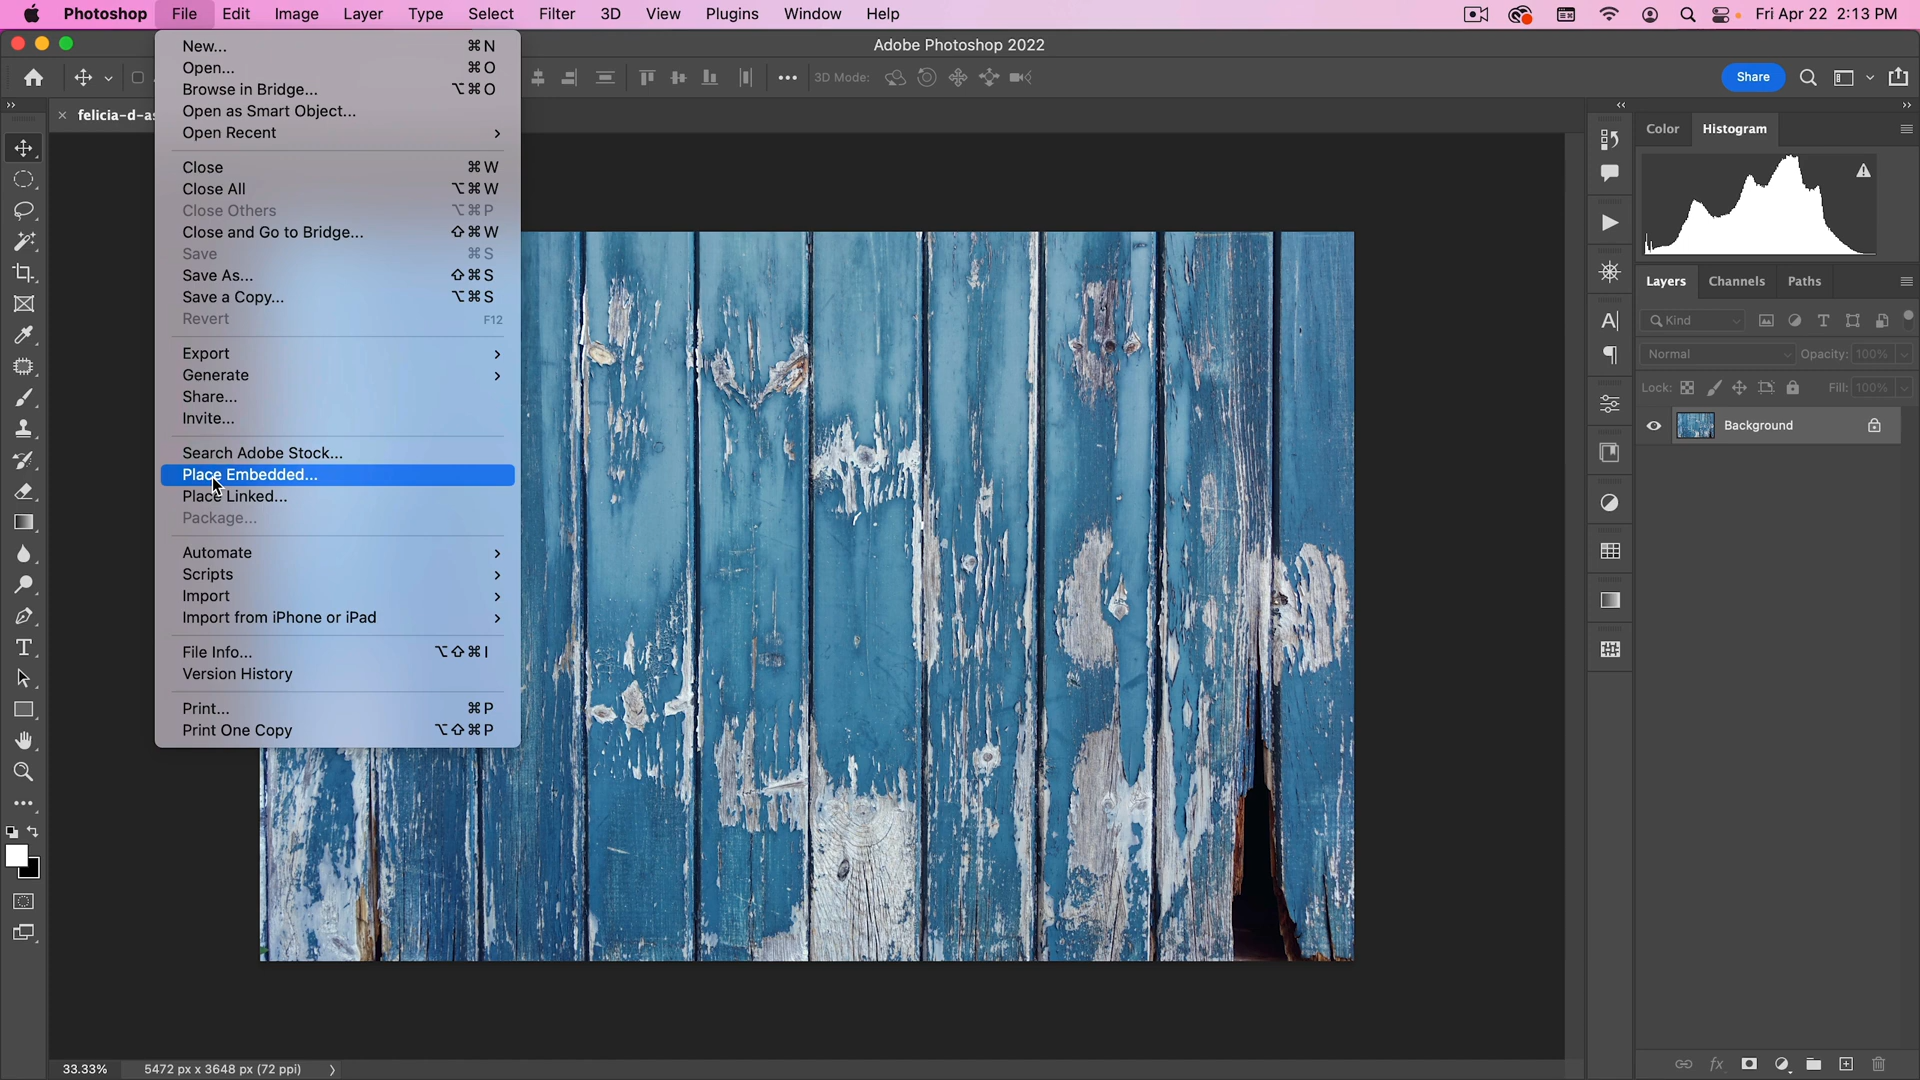 Photoshop File Edit Image Layer Type Select Filter 3D View Plugins Window Help Fri Apr 22 2:13 PM
Adobe Photoshop 2022
3D Mode: Share
felicia-d-as
New... ⌘N
Open... ⌘O
Browse in Bridge... ⌥⌘O
Open as Smart Object...
Open Recent
Close ⌘W
Close All ⌥⌘W
Close Others ⌥⌘P
Close and Go to Bridge... ⇧⌘W
Save ⌘S
Save As... ⇧⌘S
Save a Copy... ⌥⌘S
Revert F12
Export
Generate
Share...
Invite...
Search Adobe Stock...
Place Embedded...
Place Linked...
Package...
Automate
Scripts
Import
Import from iPhone or iPad
File Info... ⌥⇧⌘I
Version History
Print... ⌘P
Print One Copy ⌥⇧⌘P
Color Histogram
Layers Channels Paths
Kind
Normal Opacity: 100%
Lock: Fill: 100%
Background
33.33% 5472 px x 3648 px (72 ppi)